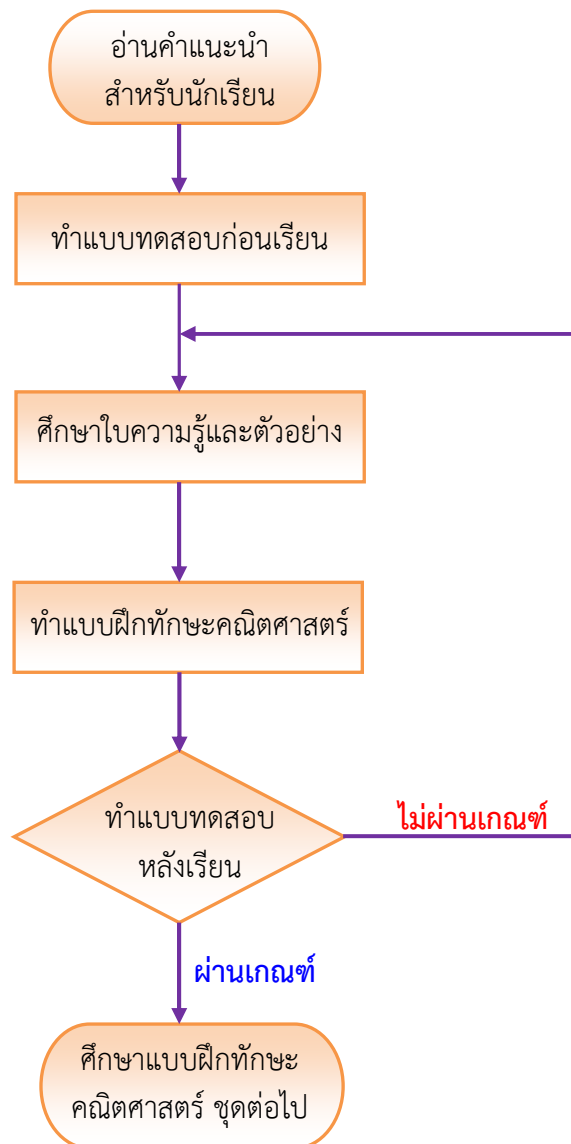 อ่านคำแนะนำ
สำหรับนักเรียน
ทำแบบทดสอบก่อนเรียน
ศึกษาใบความรู้และตัวอย่าง
ทำแบบฝึกทักษะคณิตศาสตร์
ทำแบบทดสอบ
หลังเรียน
ไม่ผ่านเกณฑ์
ผ่านเกณฑ์
ศึกษาแบบฝึกทักษะ
คณิตศาสตร์ ชุดต่อไป